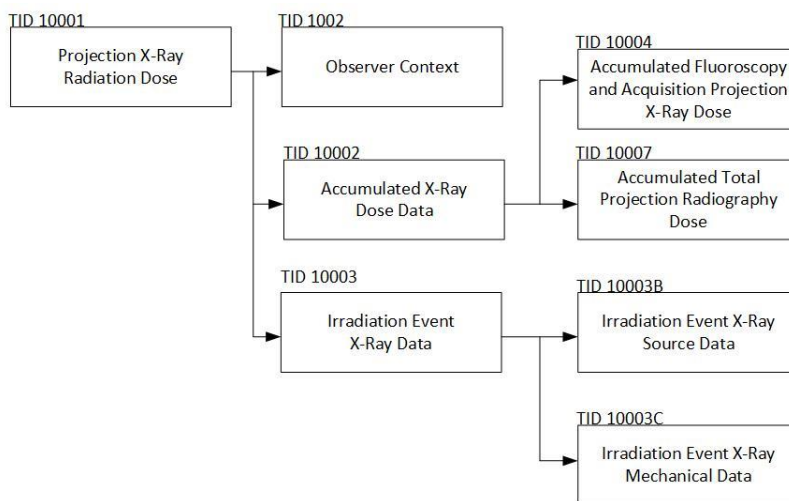 TID 10001
Projection X-Ray
Radiation Dose
TID 1002
Observer Context
TID 10004
Accumulated Fluoroscopy
and Acquisition Projection
X-Ray Dose
TID 10002
Accumulated X-Ray
Dose Data
TID 10007
Accumulated Total
Projection Radiography
Dose
TID 10003
Irradiation Event
X-Ray Data
TID 10003B
Irradiation Event X-Ray
Source Data
TID 10003C
Irradiation Event X-Ray
Mechanical Data